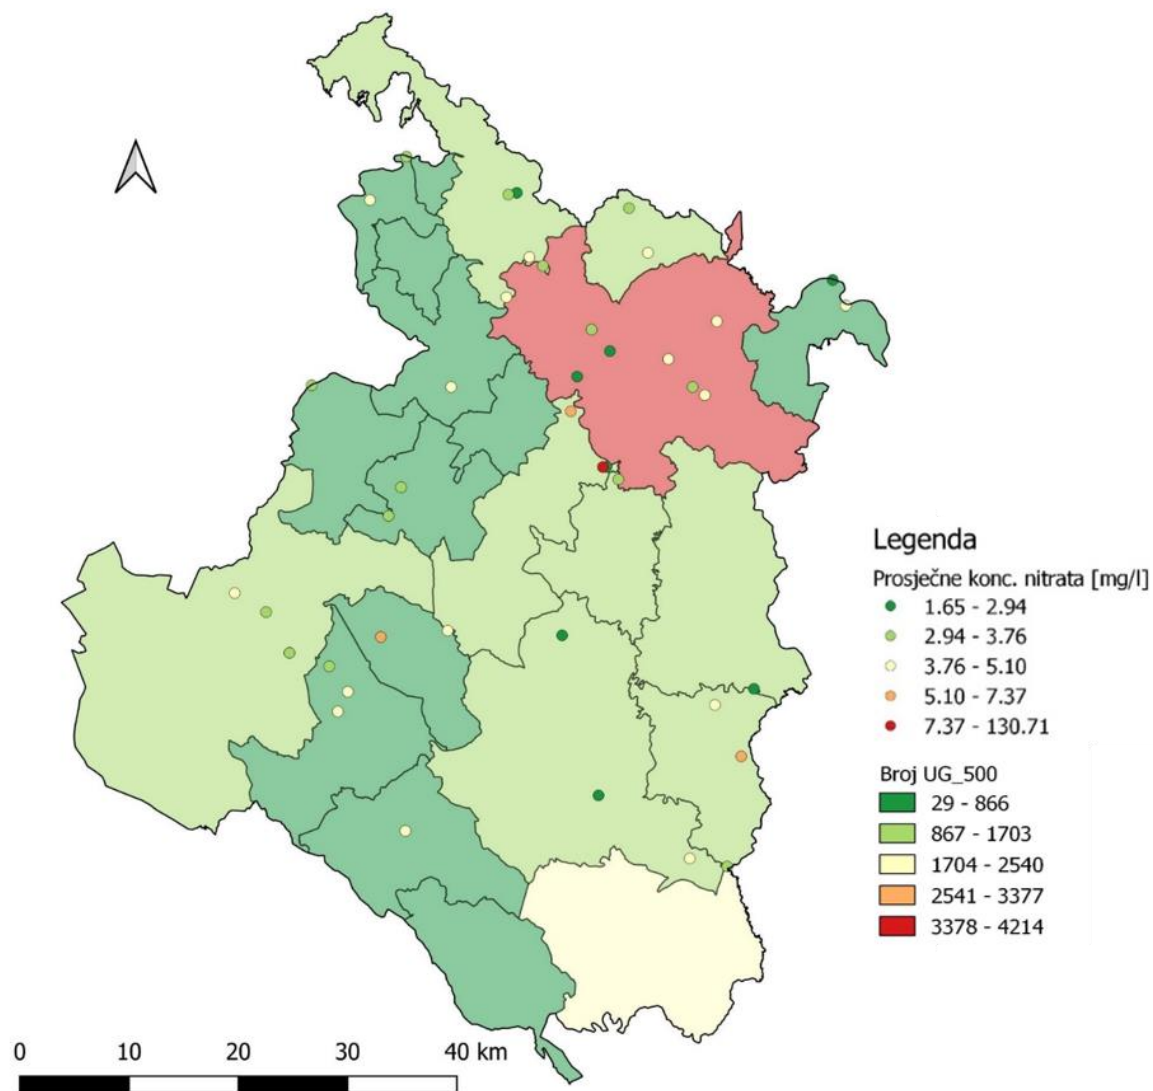 Legenda
Prosječne konc. nitrata [mg/l]
1.65 - 2.94
2.94 - 3.76
3.76 - 5.10
5.10 - 7.37
7.37 - 130.71
Broj UG_500
29 - 866
867 - 1703
1704 - 2540
2541 - 3377
3378 - 4214
0 10 20 30 40 km